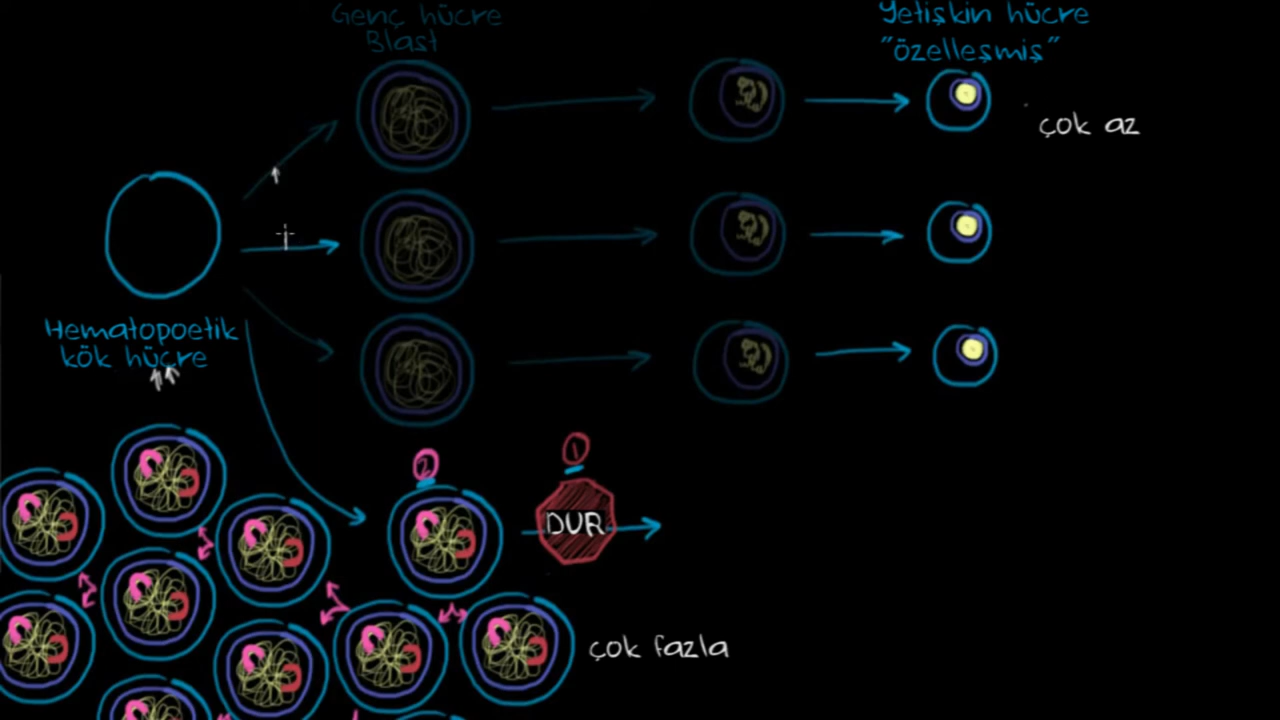 Genç hücre
Blast
Yetişkin hücre
"özelleşmiş"
çok az
Hematopoetik
kök hücre
2
1
DUR
çok fazla